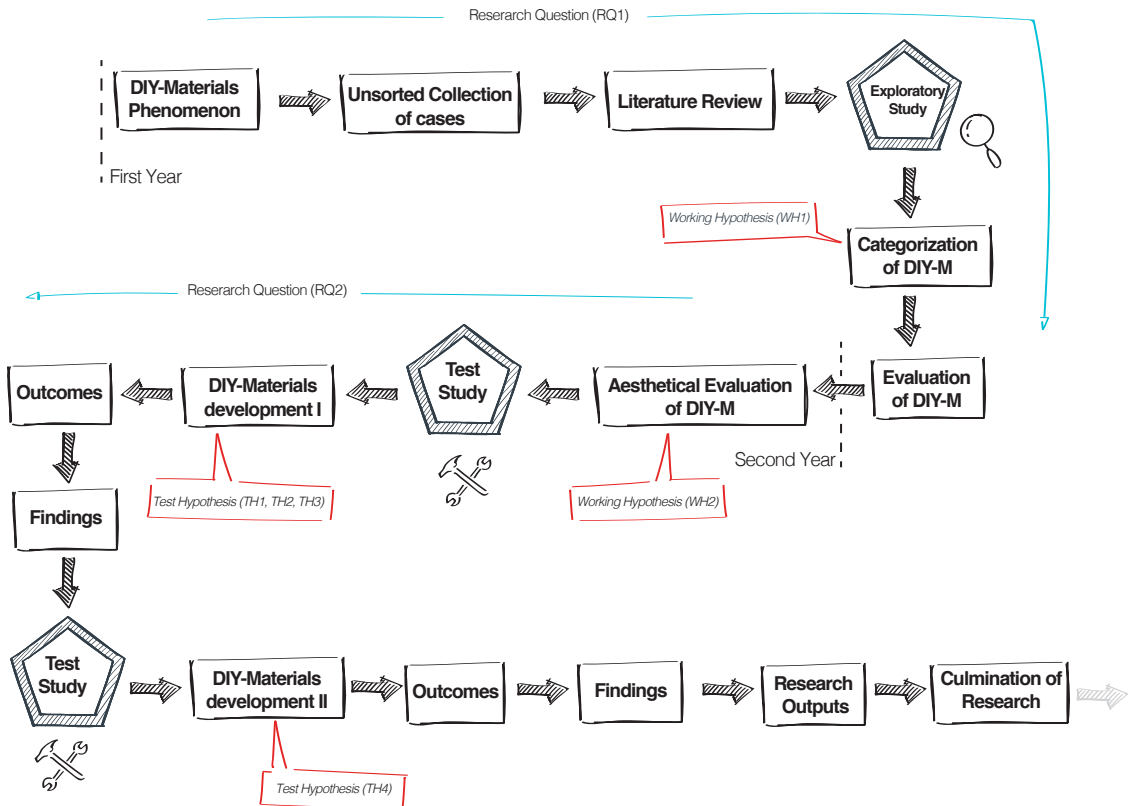 Reserarch Question (RQ1)
DIY-Materials
Phenomenon
Unsorted Collection
of cases
Literature Review
Exploratory
Study
First Year
Working Hypothesis (WH1)
Categorization
of DIY-M
Reserarch Question (RQ2)
Outcomes
DIY-Materials
development I
Test
Study
Aesthetical Evaluation
of DIY-M
Evaluation
of DIY-M
Second Year
Test Hypothesis (TH1, TH2, TH3)
Working Hypothesis (WH2)
Findings
Test
Study
DIY-Materials
development II
Outcomes
Findings
Research
Outputs
Culmination of
Research
Test Hypothesis (TH4)